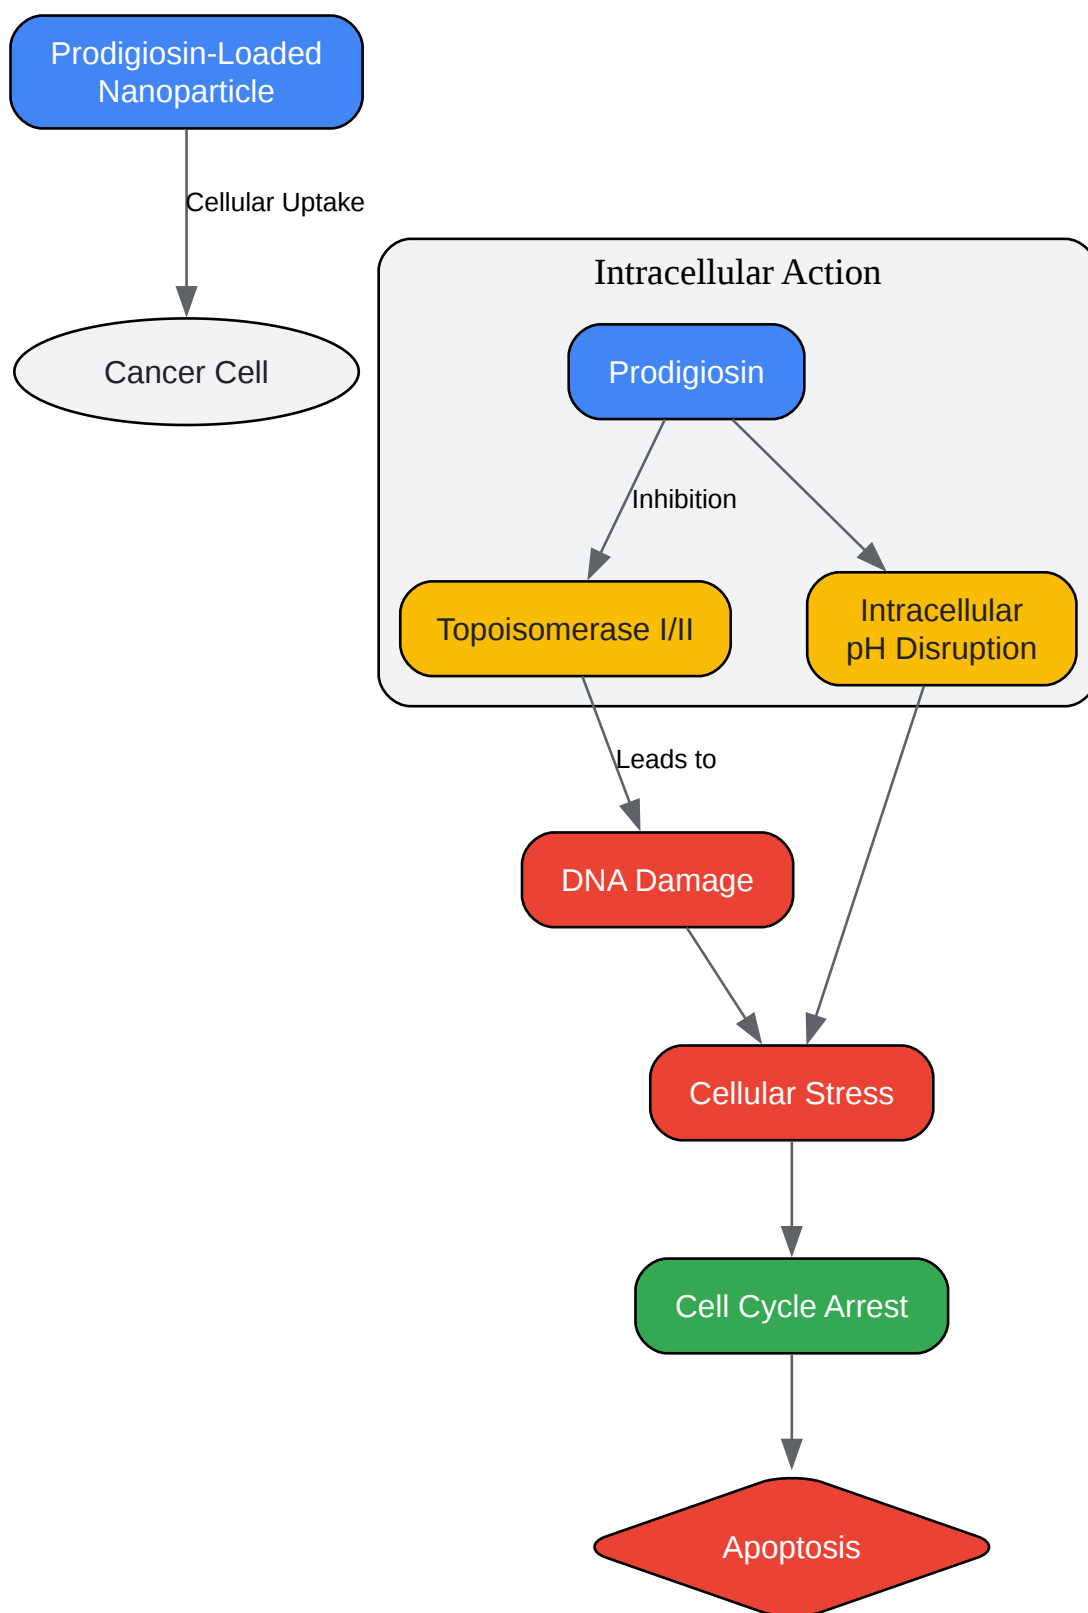 Prodigiosin-Loaded
Nanoparticle
Cellular Uptake
Intracellular Action
Cancer Cell
Prodigiosin
Inhibition
Topoisomerase I/II
Intracellular
pH Disruption
Leads to
DNA Damage
Cellular Stress
Cell Cycle Arrest
Apoptosis